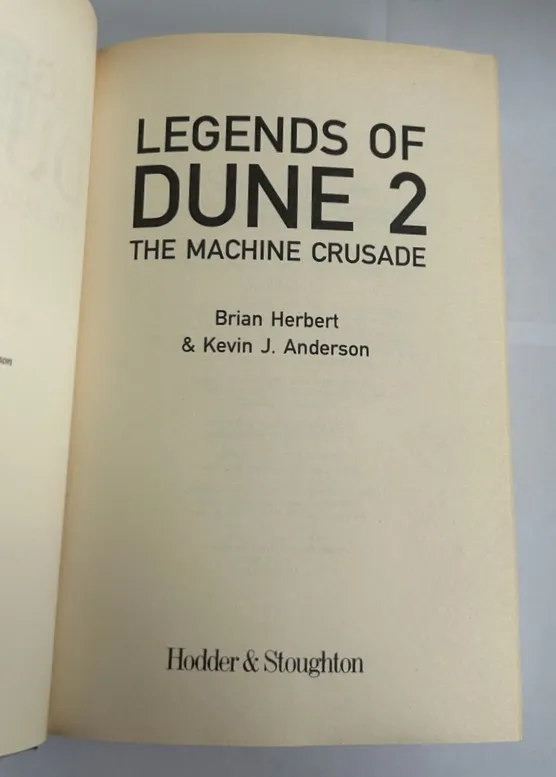 LEGENDS OF
DUNE 2
THE MACHINE CRUSADE
Brian Herbert
& Kevin J. Anderson
Hodder & Stoughton